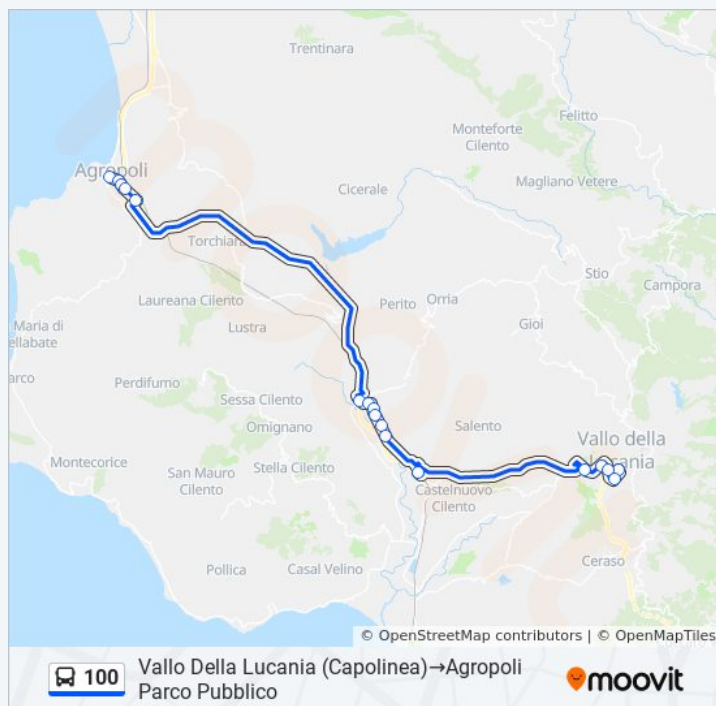 Trentinara
Felitto
Monteforte
Cilento
Agropoli
Magliano Vetere
Cicerale
Torchiara
Stio
Campora
Laureana Cilento
Perito
Orria
Gioi
Maria di
ellabate
Lustra
arco
Perdifumo
Sessa Cilento
Omignano
Salento
Vallo della
Lucania
Montecorice
San Mauro
Cilento
Stella Cilento
Castelnuovo
Cilento
Ceraso
Pollica
Casal Velino
© OpenStreetMap contributors | © OpenMapTiles
100
Vallo Della Lucania (Capolinea)→Agropoli
Parco Pubblico
moovit